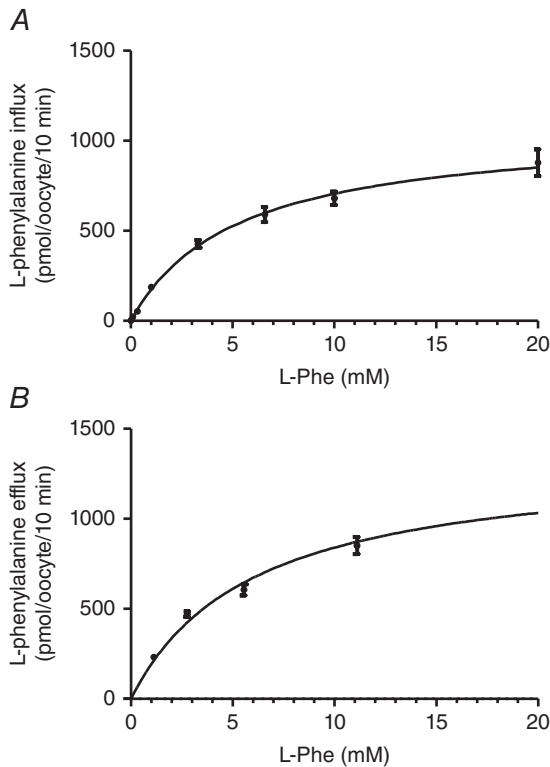 A
L-phenylalanine influx
(pmol/oocyte/10 min)
1500
1000
500
0
0 5 10 15 20
L-Phe (mM)
B
L-phenylalanine efflux
(pmol/oocyte/10 min)
1500
1000
500
0
0 5 10 15 20
L-Phe (mM)